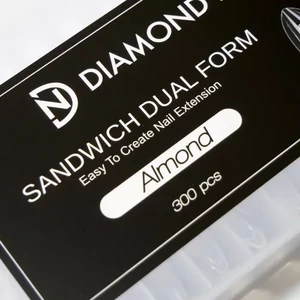 DIAMOND
SANDWICH DUAL FORM
Easy To Create Nail Extension
Almond
300 pcs